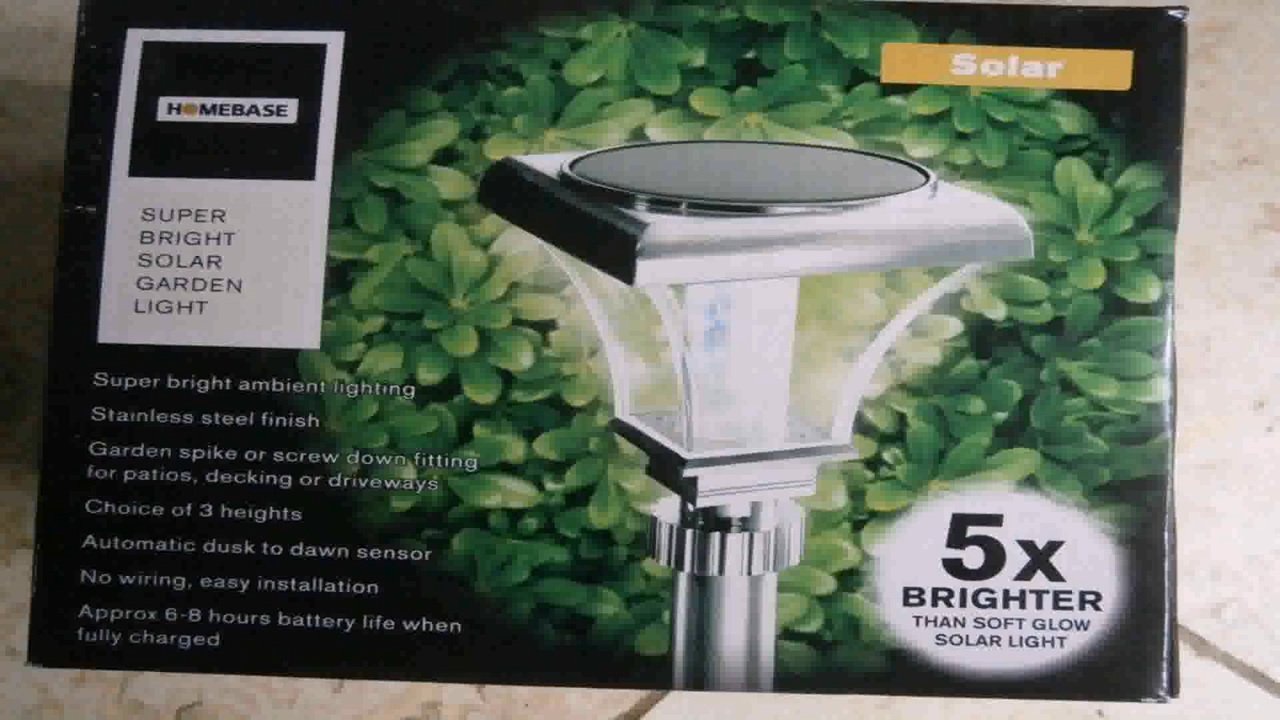 HOMEBASE
SUPER
BRIGHT
SOLAR
GARDEN
LIGHT
Solar
Super bright ambient lighting
Stainless steel finish
Garden spike or screw down fitting
for patios, decking or driveways
Choice of 3 heights
Automatic dusk to dawn sensor
No wiring, easy installation
Approx 6-8 hours battery life when
fully charged
5x
BRIGHTER
THAN SOFT GLOW
SOLAR LIGHT